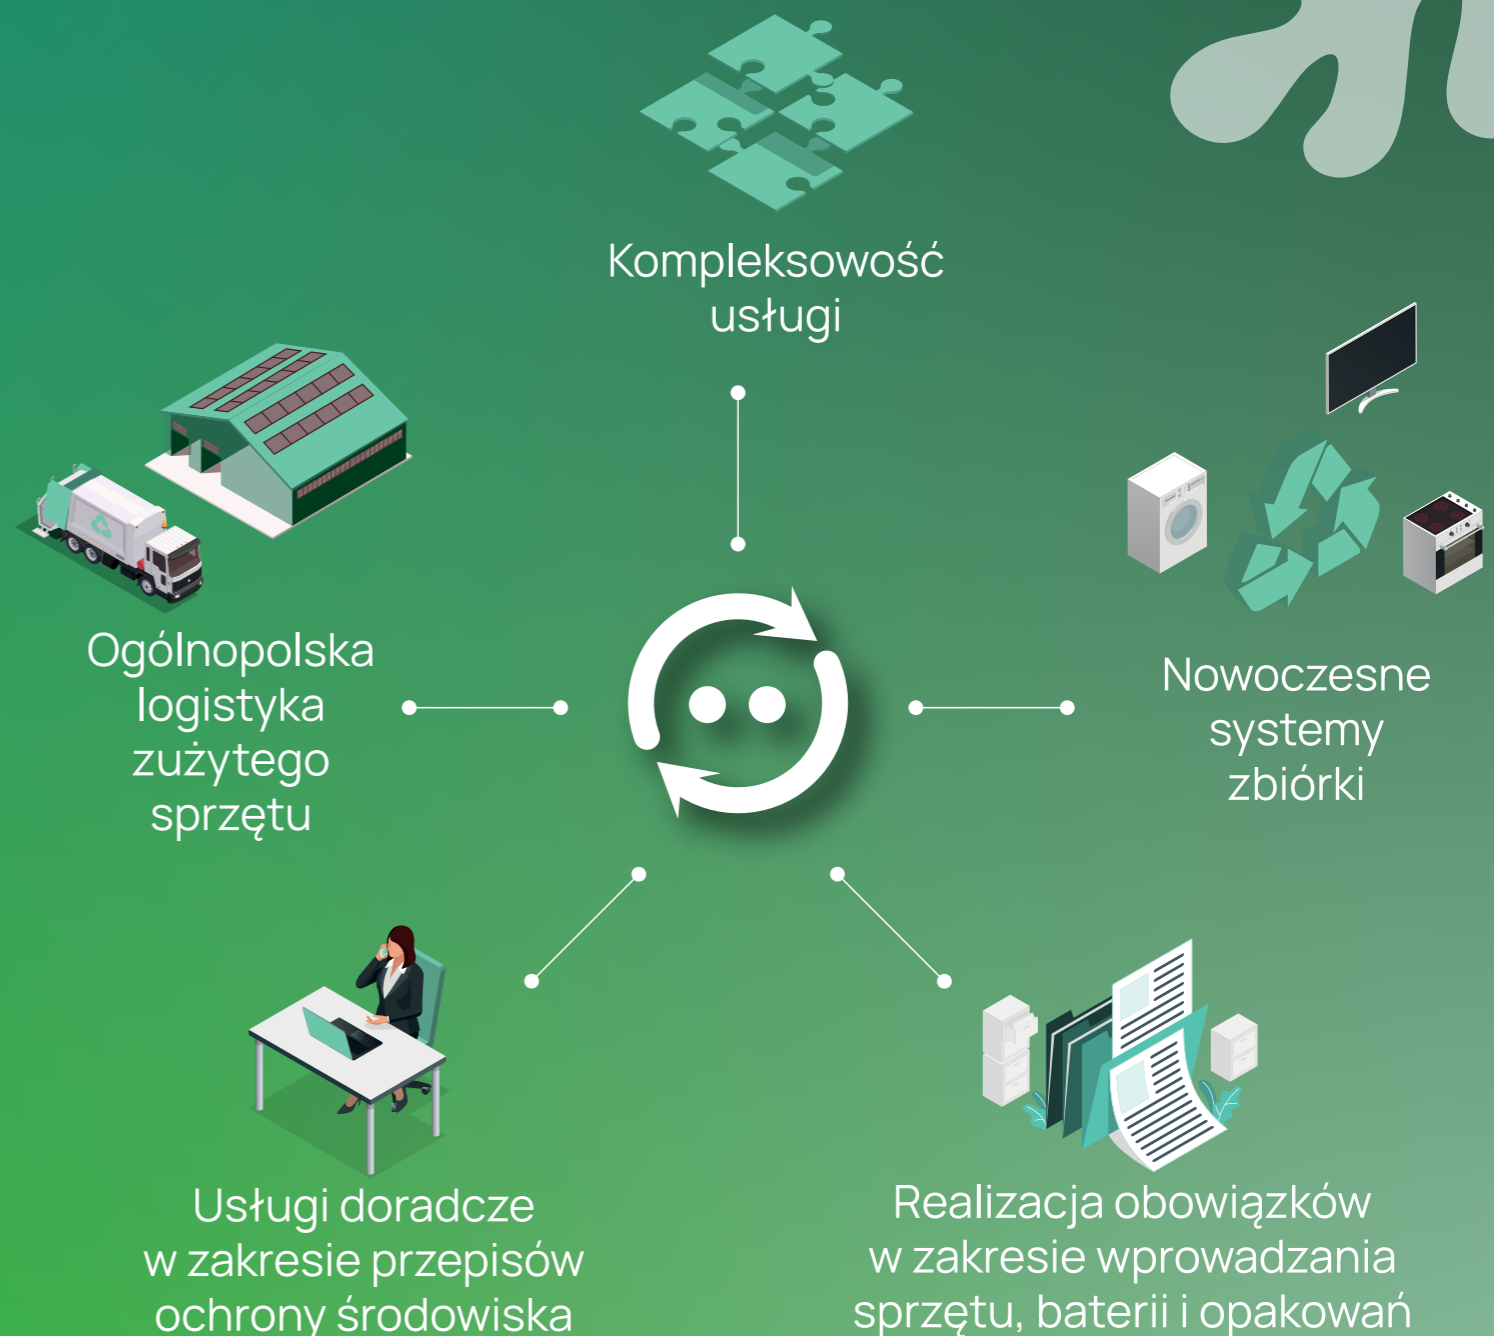 Kompleksowość
usługi
Ogólnopolska
logistyka
zużytego
sprzętu
Nowoczesne
systemy
zbiórki
Usługi doradcze
w zakresie przepisów
ochrony środowiska
Realizacja obowiązków
w zakresie wprowadzania
sprzętu, baterii i opakowań